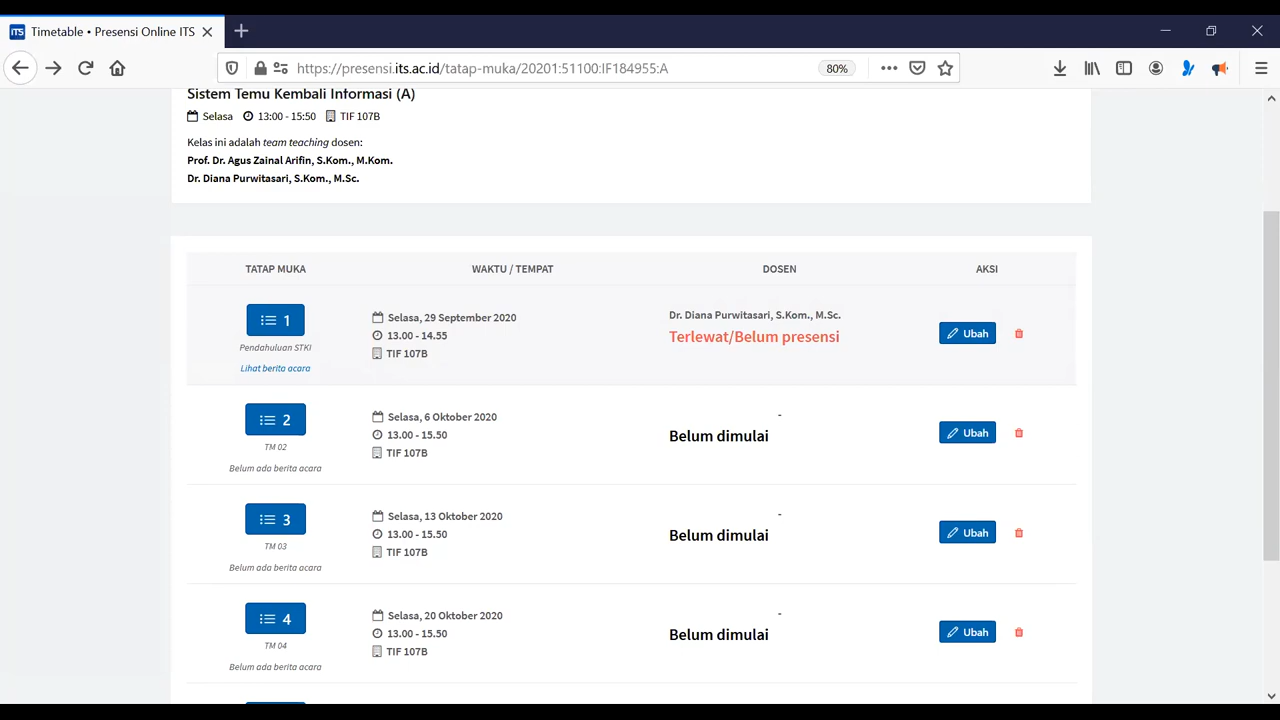 ITS Timetable • Presensi Online ITS
https://presensi.its.ac.id/tatap-muka/20201:51100:IF184955:A 80%
Sistem Temu Kembali Informasi (A)
Selasa 13:00 - 15:50 TIF 107B
Kelas ini adalah team teaching dosen:
Prof. Dr. Agus Zainal Arifin, S.Kom., M.Kom.
Dr. Diana Purwitasari, S.Kom., M.Sc.
TATAP MUKA WAKTU / TEMPAT DOSEN AKSI
1
Pendahuluan STKI
Lihat berita acara
Selasa, 29 September 2020
13.00 - 14.55
TIF 107B
Dr. Diana Purwitasari, S.Kom., M.Sc.
Terlewat/Belum presensi
Ubah
2
TM 02
Belum ada berita acara
Selasa, 6 Oktober 2020
13.00 - 15.50
TIF 107B
-
Belum dimulai
Ubah
3
TM 03
Belum ada berita acara
Selasa, 13 Oktober 2020
13.00 - 15.50
TIF 107B
-
Belum dimulai
Ubah
4
TM 04
Belum ada berita acara
Selasa, 20 Oktober 2020
13.00 - 15.50
TIF 107B
-
Belum dimulai
Ubah